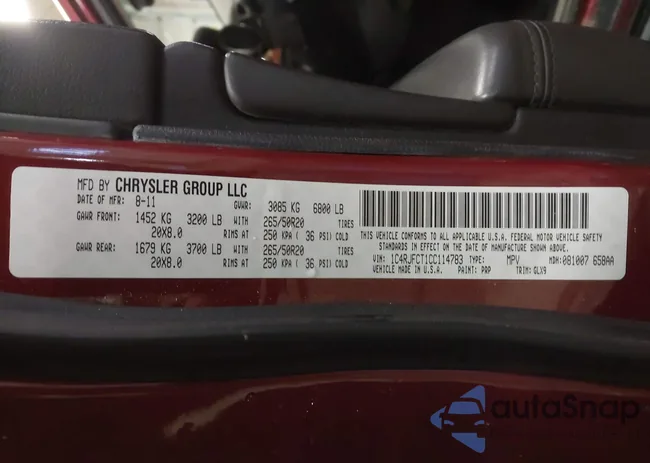 MFD BY CHRYSLER GROUP LLC
DATE OF MFR: 8-11 GVWR: 3085 KG 6800 LB
GAWR FRONT: 1452 KG 3200 LB WITH 265/50R20 TIRES
20X8.0 RIMS AT 250 KPA ( 36 PSI) COLD
GAWR REAR: 1679 KG 3700 LB WITH 265/50R20 TIRES
20X8.0 RIMS AT 250 KPA ( 36 PSI) COLD
THIS VEHICLE CONFORMS TO ALL APPLICABLE U.S.A. FEDERAL MOTOR VEHICLE SAFETY
STANDARDS IN EFFECT ON THE DATE OF MANUFACTURE SHOWN ABOVE.
VIN: 1C4RJFCT1CC114783 TYPE: MPV MDH:081007 658AA
VEHICLE MADE IN U.S.A. PAINT: PRP TRIM: GLX9
autoSnap